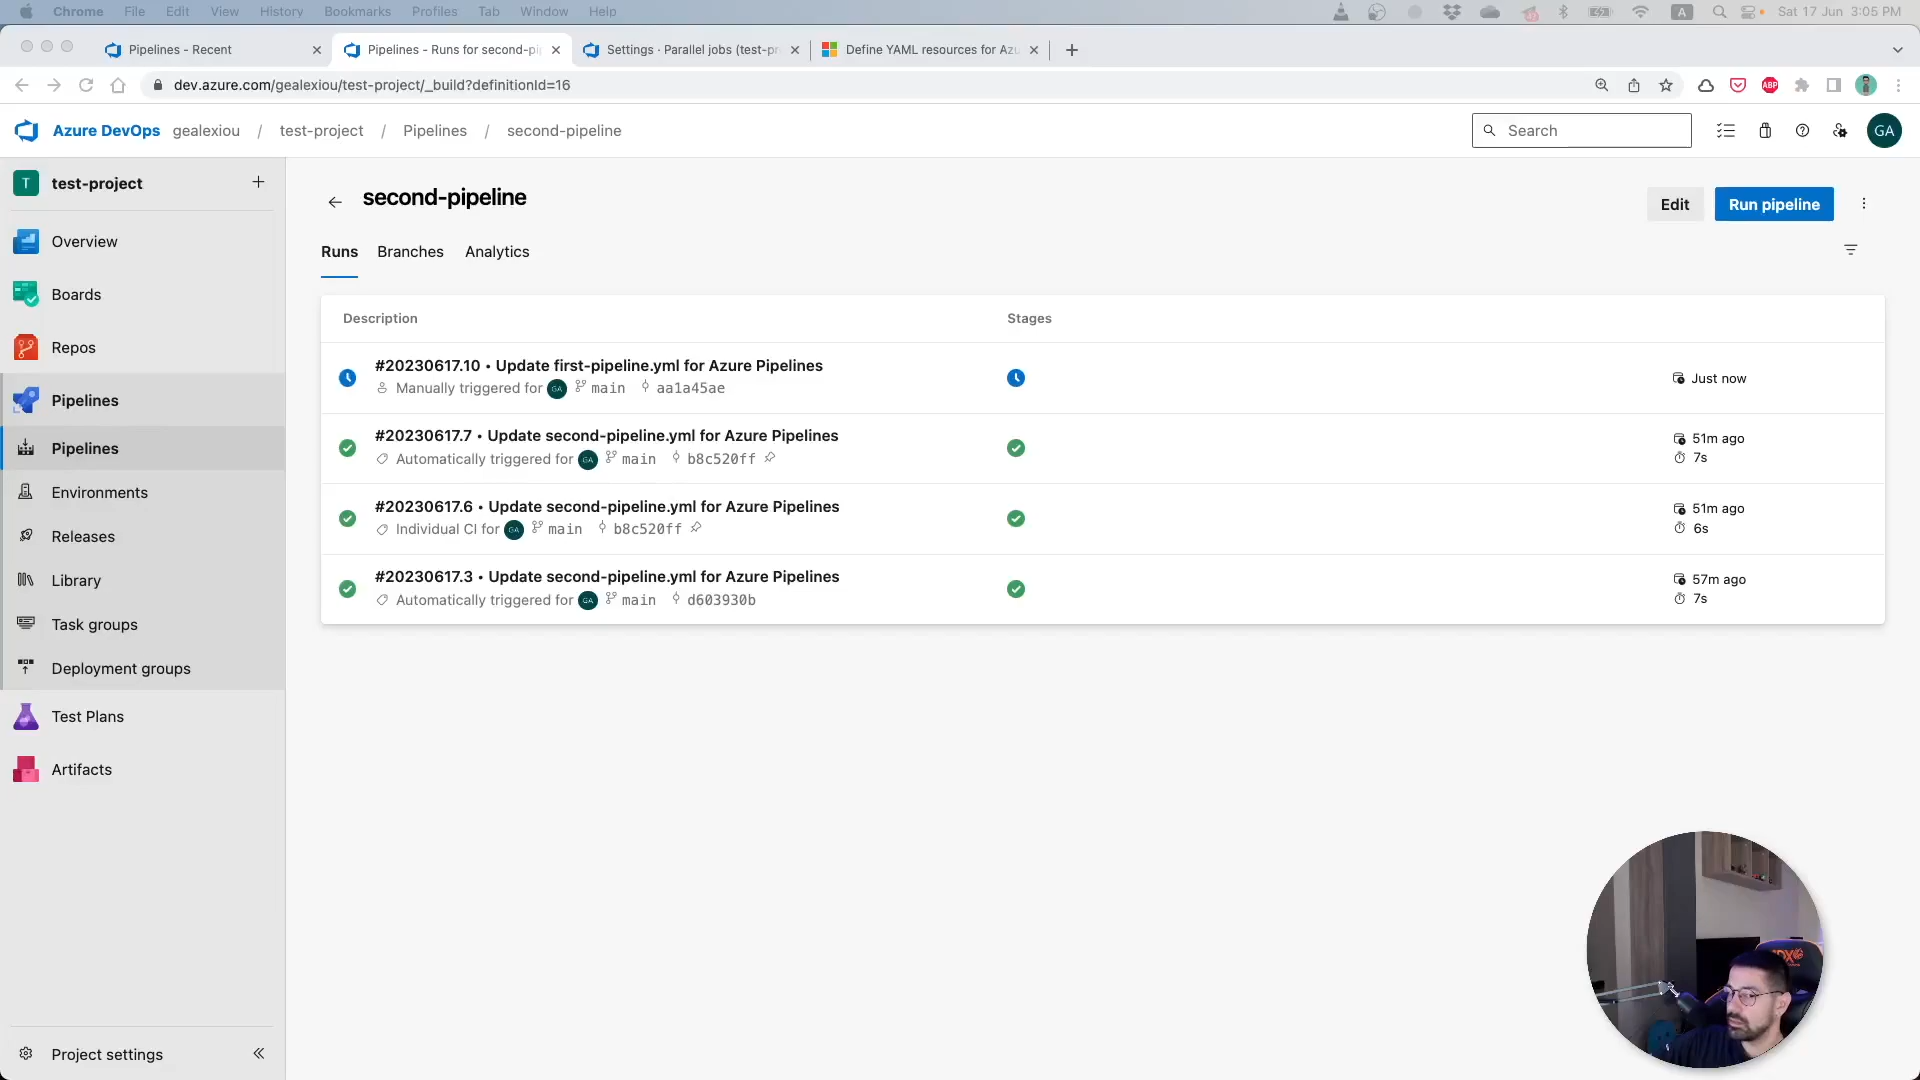 Chrome File Edit View History Bookmarks Profiles Tab Window Help
A
Sat 17 Jun 3:05 PM
Pipelines - Recent
Pipelines - Runs for second-pip
Settings · Parallel jobs (test-pr
Define YAML resources for Azu
dev.azure.com/gealexiou/test-project/_build?definitionId=16
ABP
Azure DevOps gealexiou / test-project / Pipelines / second-pipeline
Search
GA
T test-project
Overview
Boards
Repos
Pipelines
Pipelines
Environments
Releases
Library
Task groups
Deployment groups
Test Plans
Artifacts
Project settings
second-pipeline
Edit
Run pipeline
Runs Branches Analytics
Description Stages
#20230617.10 • Update first-pipeline.yml for Azure Pipelines
Manually triggered for GA main aa1a45ae
Just now
#20230617.7 • Update second-pipeline.yml for Azure Pipelines
Automatically triggered for GA main b8c520ff
51m ago
7s
#20230617.6 • Update second-pipeline.yml for Azure Pipelines
Individual CI for GA main b8c520ff
51m ago
6s
#20230617.3 • Update second-pipeline.yml for Azure Pipelines
Automatically triggered for GA main d603930b
57m ago
7s